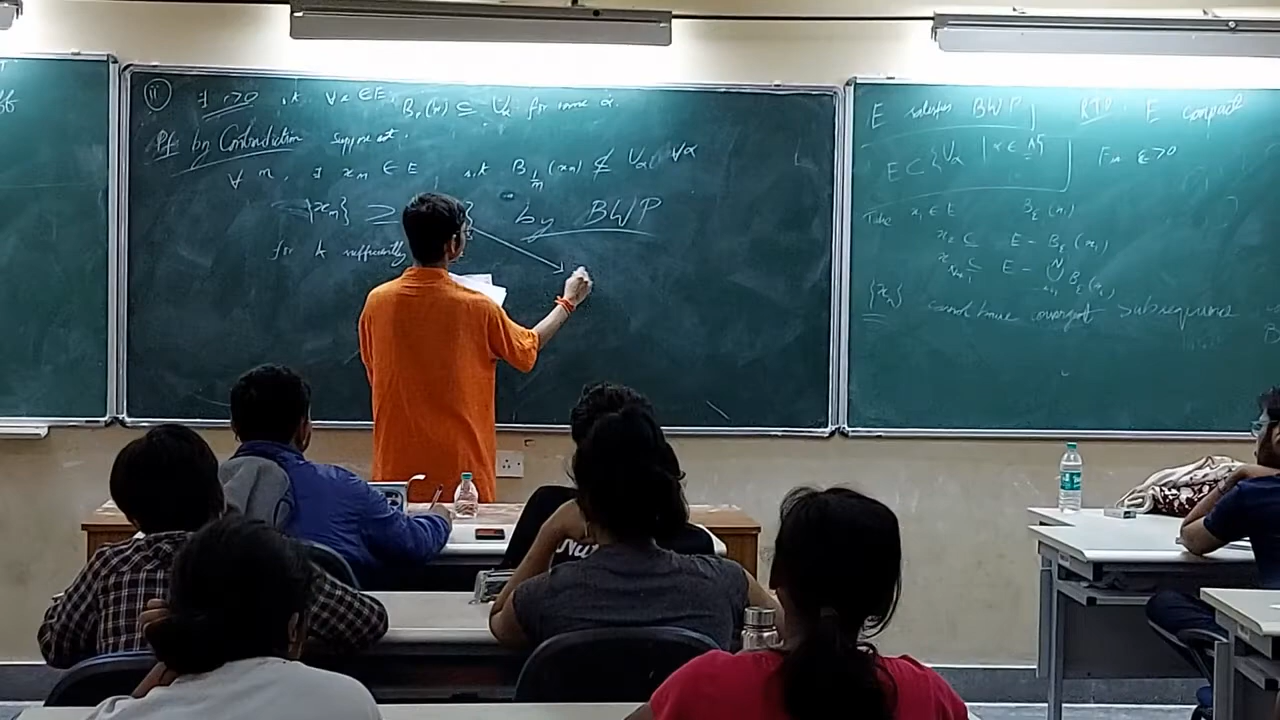 (ii) ∃ r>0 s.t. ∀ x ∈ E, B_r(x) ⊆ U_α for some α.
Pf: by Contradiction suppose not.
∀ n, ∃ x_n ∈ E s.t. B_{1/n}(x_n) ⊄ U_α ∀α
{x_n} ⊇ by BWP
for k sufficiently
E satisfies BWP RTP: E compact
E ⊂ {U_α | α ∈ Λ} Fix ε>0
Take x_1 ∈ E B_ε(x_1)
x_2 ∈ E - B_ε(x_1)
E - ∪ B_ε(x_i)
{x_n} cannot have convergent subsequence